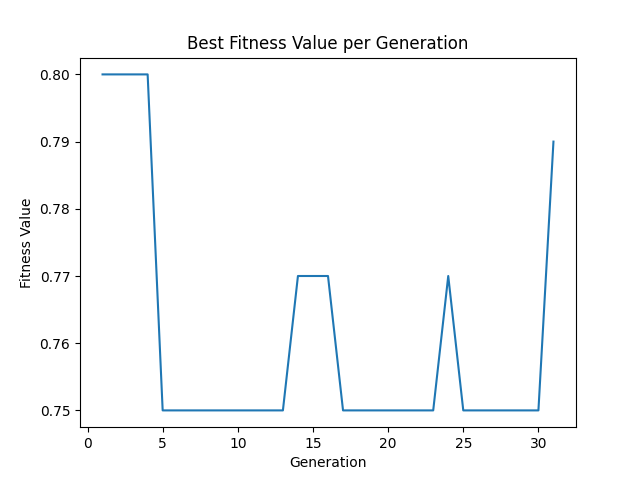 Best Fitness Value per Generation
0.80
0.79
0.78
0.77
0.76
0.75
Fitness Value
0 5 10 15 20 25 30
Generation